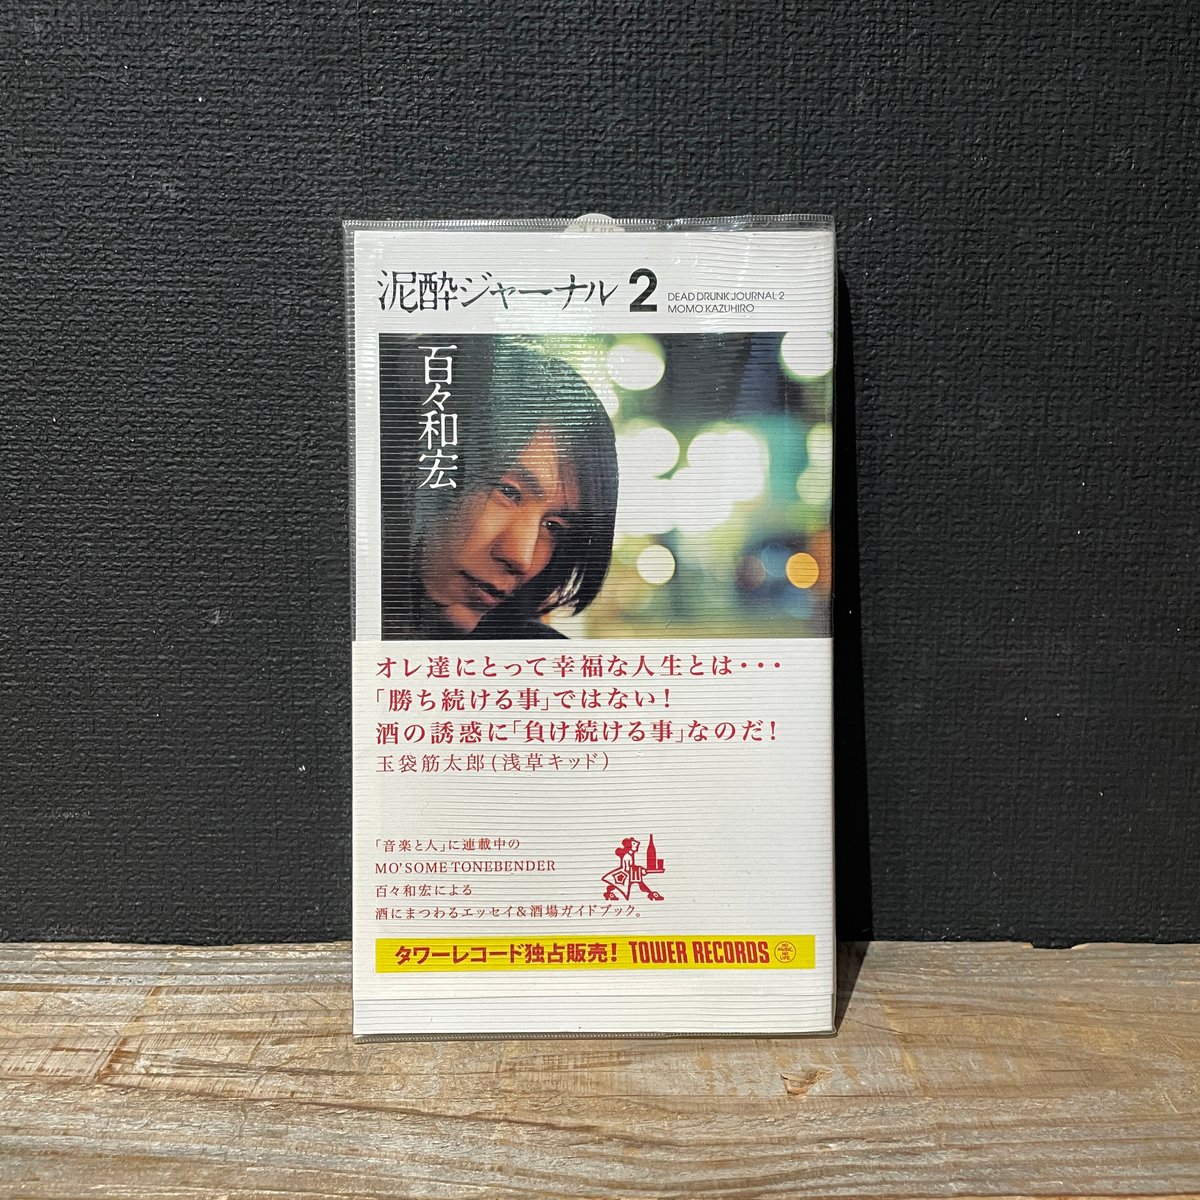 泥酔ジャーナル 2
DEAD DRUNK JOURNAL 2
MOMO KAZUHIRO
百々和宏
オレ達にとって幸福な人生とは・・・
「勝ち続ける事」ではない！
酒の誘惑に「負け続ける事」なのだ！
玉袋筋太郎(浅草キッド)
「音楽と人」に連載中の
MO'SOME TONEBENDER
百々和宏による
酒にまつわるエッセイ&酒場ガイドブック。
タワーレコード独占販売！ TOWER RECORDS
NO
MUSIC
NO
LIFE